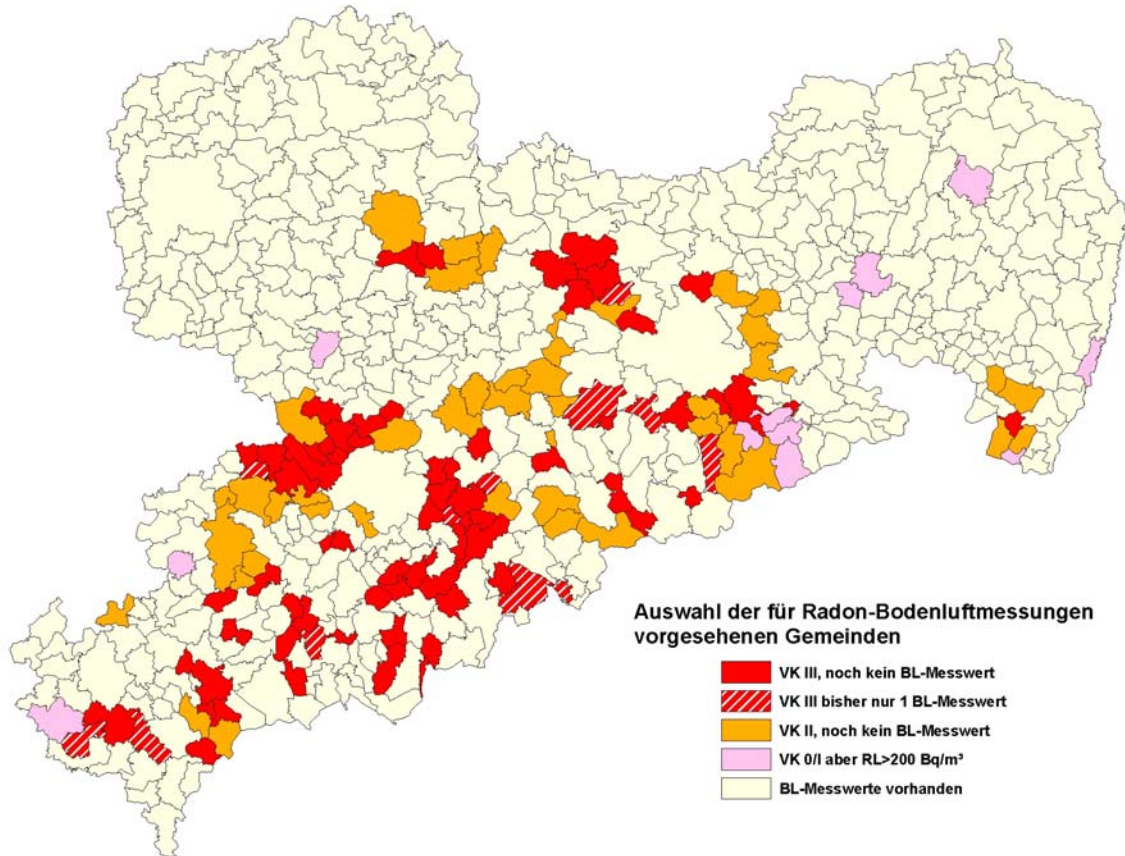 Auswahl der für Radon-Bodenluftmessungen
vorgesehenen Gemeinden
VK III, noch kein BL-Messwert
VK III bisher nur 1 BL-Messwert
VK II, noch kein BL-Messwert
VK 0/I aber RL>200 Bq/m³
BL-Messwerte vorhanden